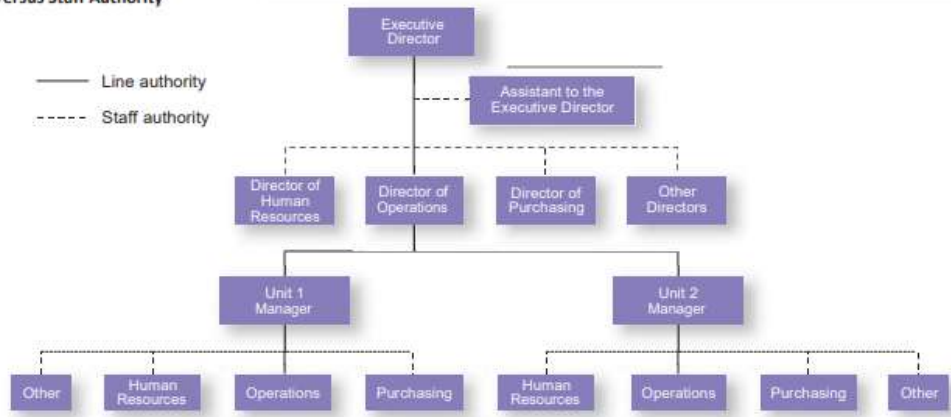 versus Staff Authority
Executive
Director
Line authority
Staff authority
Assistant to the
Executive Director
Director of
Human
Resources
Director of
Operations
Director of
Purchasing
Other
Directors
Unit 1
Manager
Unit 2
Manager
Other
Human
Resources
Operations
Purchasing
Human
Resources
Operations
Purchasing
Other